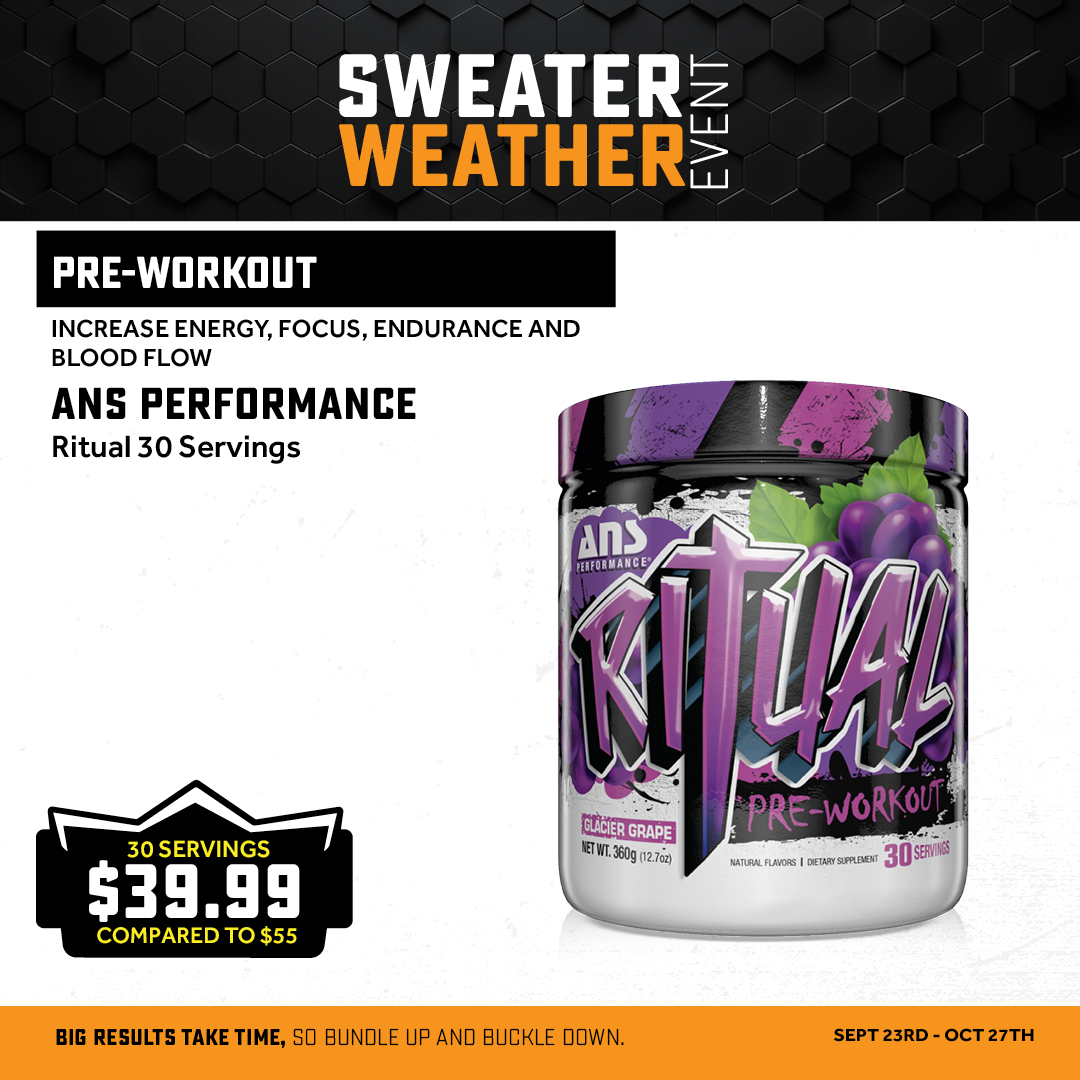 SWEATER
WEATHER
EVENT
PRE-WORKOUT
INCREASE ENERGY, FOCUS, ENDURANCE AND
BLOOD FLOW
ANS PERFORMANCE
Ritual 30 Servings
ANS
PERFORMANCE®
RITUAL
PRE-WORKOUT
GLACIER GRAPE
NET WT. 360g (12.7oz)
NATURAL FLAVORS | DIETARY SUPPLEMENT 30 SERVINGS
30 SERVINGS
$39.99
COMPARED TO $55
BIG RESULTS TAKE TIME, SO BUNDLE UP AND BUCKLE DOWN.
SEPT 23RD - OCT 27TH